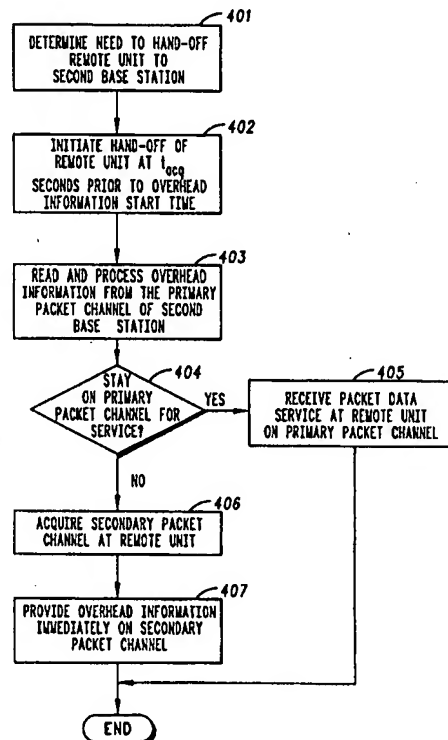 401
DETERMINE NEED TO HAND-OFF
REMOTE UNIT TO
SECOND BASE STATION
402
INITIATE HAND-OFF OF
REMOTE UNIT AT tacq
SECONDS PRIOR TO OVERHEAD
INFORMATION START TIME
403
READ AND PROCESS OVERHEAD
INFORMATION FROM THE PRIMARY
PACKET CHANNEL OF SECOND
BASE STATION
404
STAY
ON PRIMARY
PACKET CHANNEL FOR
SERVICE?
YES
405
RECEIVE PACKET DATA
SERVICE AT REMOTE UNIT
ON PRIMARY PACKET CHANNEL
NO
406
ACQUIRE SECONDARY PACKET
CHANNEL AT REMOTE UNIT
407
PROVIDE OVERHEAD INFORMATION
IMMEDIATELY ON SECONDARY
PACKET CHANNEL
END